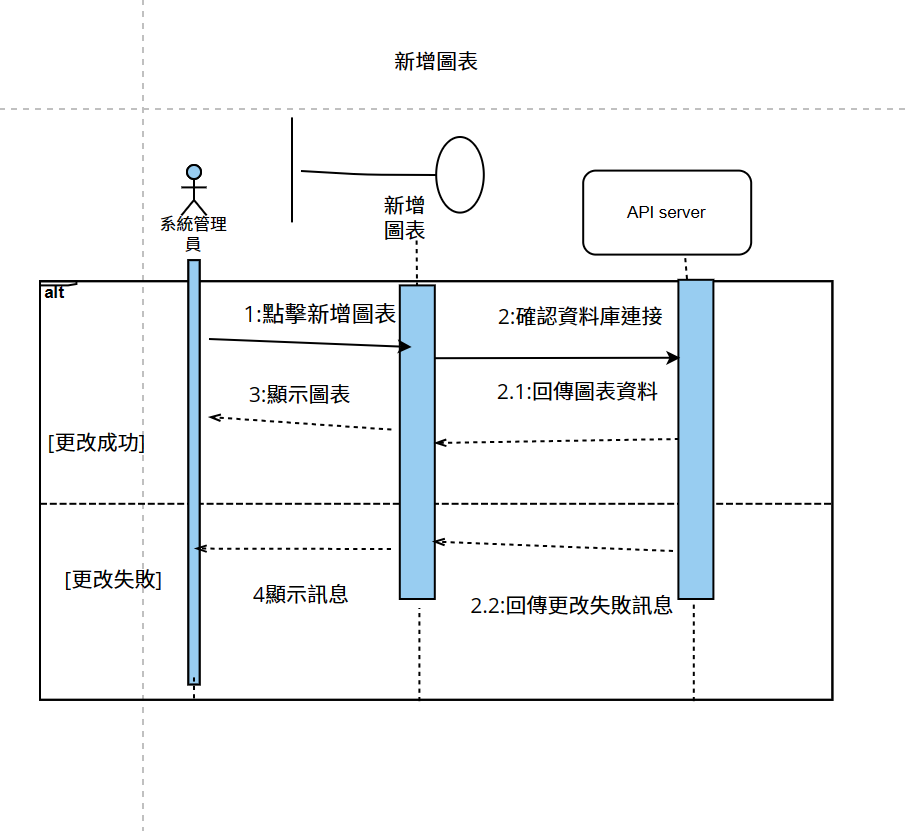 新增圖表
系統管理
員
新增
圖表
API server
alt
1:點擊新增圖表
2:確認資料庫連接
3:顯示圖表
2.1:回傳圖表資料
[更改成功]
[更改失敗]
4顯示訊息
2.2:回傳更改失敗訊息